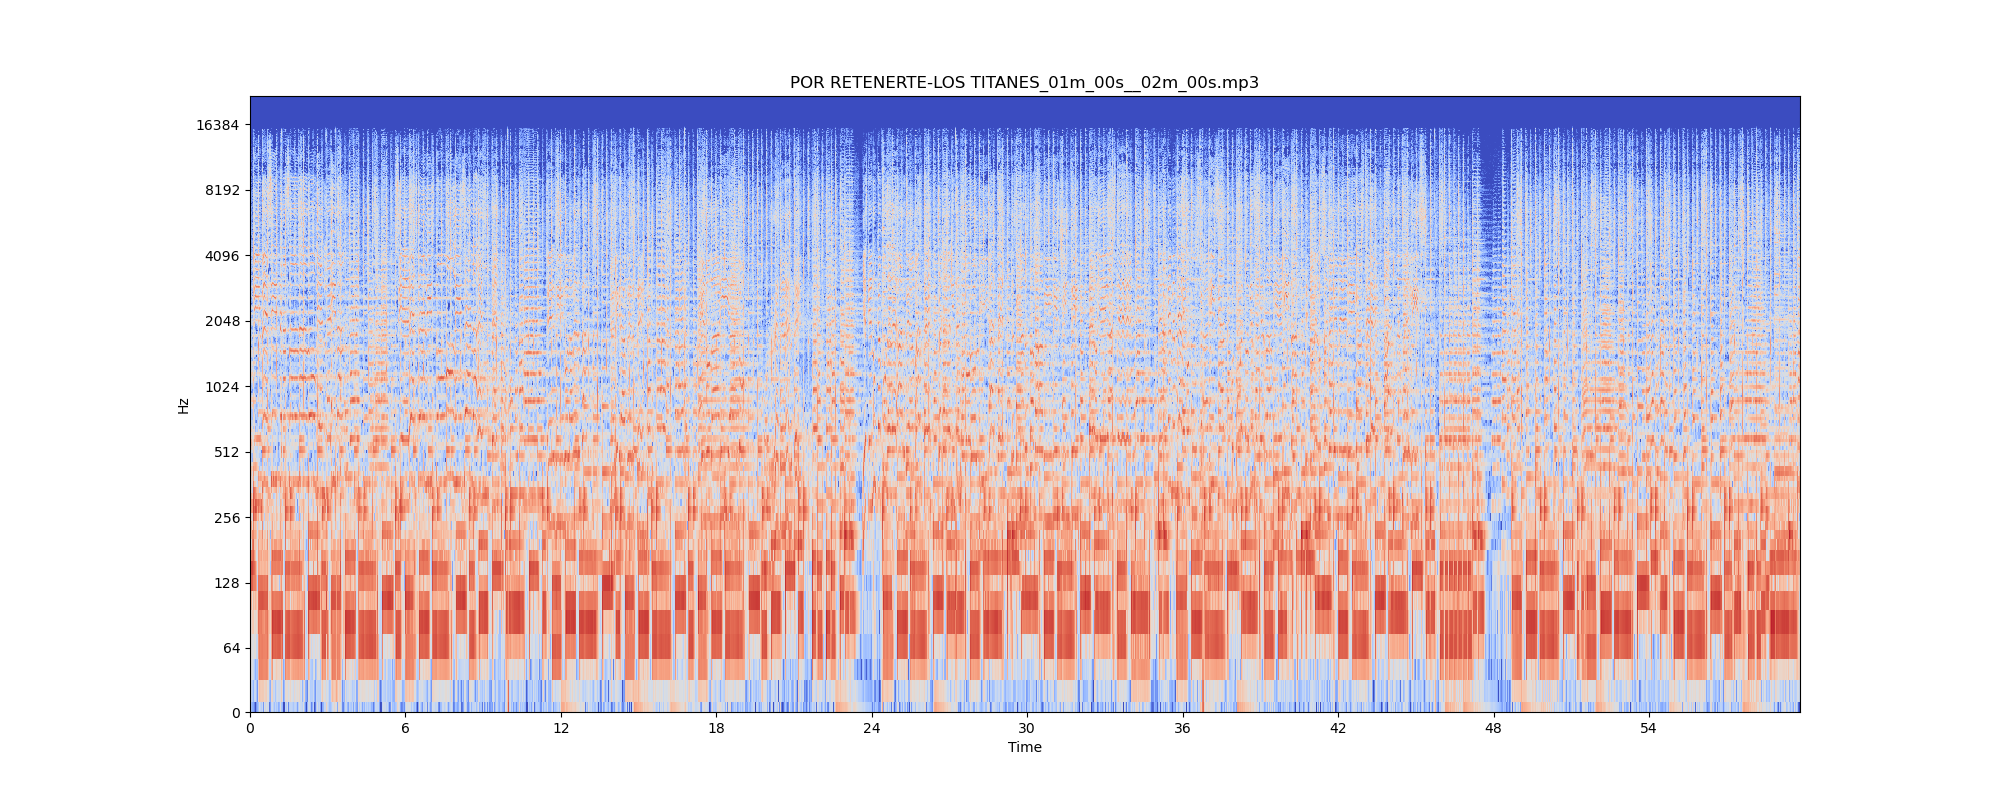 POR RETENERTE-LOS TITANES_01m_00s__02m_00s.mp3
16384
8192
4096
2048
1024
512
256
128
64
0
Hz
0 6 12 18 24 30 36 42 48 54
Time